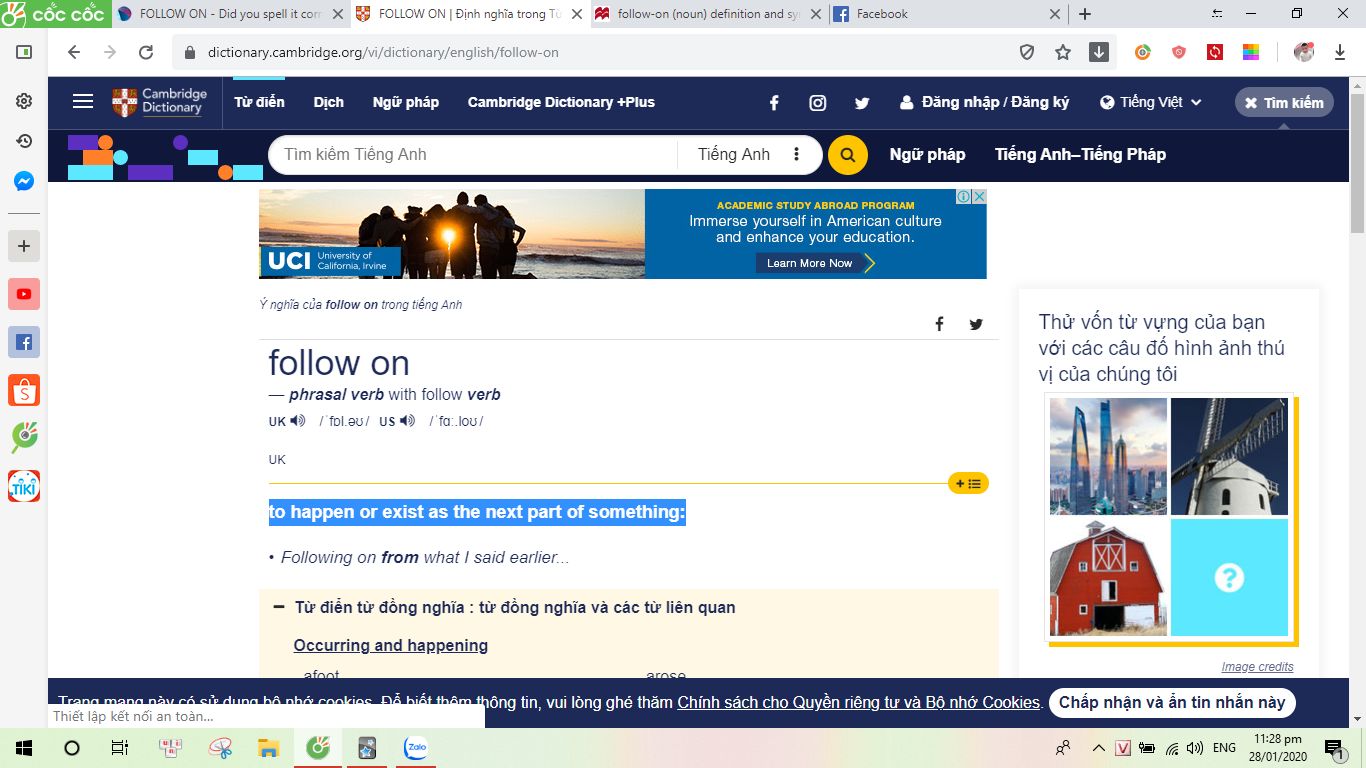 CỐC CỐC
FOLLOW ON - Did you spell it corr
FOLLOW ON | Định nghĩa trong Từ
follow-on (noun) definition and sy
Facebook
dictionary.cambridge.org/vi/dictionary/english/follow-on
Cambridge
Dictionary
Từ điển Dịch Ngữ pháp Cambridge Dictionary +Plus
Đăng nhập / Đăng ký
Tiếng Việt
Tìm kiếm
Tìm kiếm Tiếng Anh
Tiếng Anh
Ngữ pháp Tiếng Anh–Tiếng Pháp
UCI University of
California, Irvine
ACADEMIC STUDY ABROAD PROGRAM
Immerse yourself in American culture
and enhance your education.
Learn More Now
Ý nghĩa của follow on trong tiếng Anh
follow on
— phrasal verb with follow verb
UK /ˈfɒl.əʊ/ US /ˈfɑː.loʊ/
UK
to happen or exist as the next part of something:
• Following on from what I said earlier...
Từ điển từ đồng nghĩa : từ đồng nghĩa và các từ liên quan
Occurring and happening
afoot arose
Thử vốn từ vựng của bạn
với các câu đố hình ảnh thú
vị của chúng tôi
?
Image credits
Trang mạng này có sử dụng bộ nhớ cookies. Để biết thêm thông tin, vui lòng ghé thăm Chính sách cho Quyền riêng tư và Bộ nhớ Cookies.
Chấp nhận và ẩn tin nhắn này
Thiết lập kết nối an toàn...
TIKI
Zalo
V
ENG
11:28 pm
28/01/2020
1